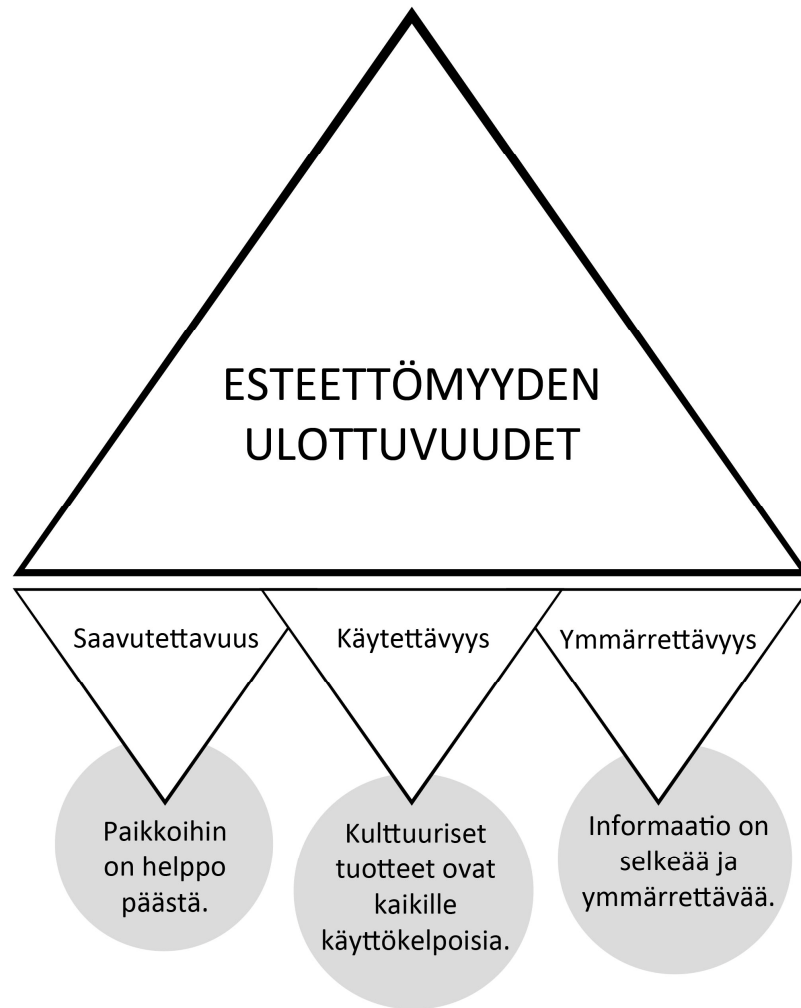 ESTEETTÖMYYDEN
ULOTTUVUUDET
Saavutettavuus
Käytettävyys
Ymmärrettävyys
Paikkoihin
on helppo
päästä.
Kulttuuriset
tuotteet ovat
kaikille
käyttökelpoisia.
Informaatio on
selkeää ja
ymmärrettävää.